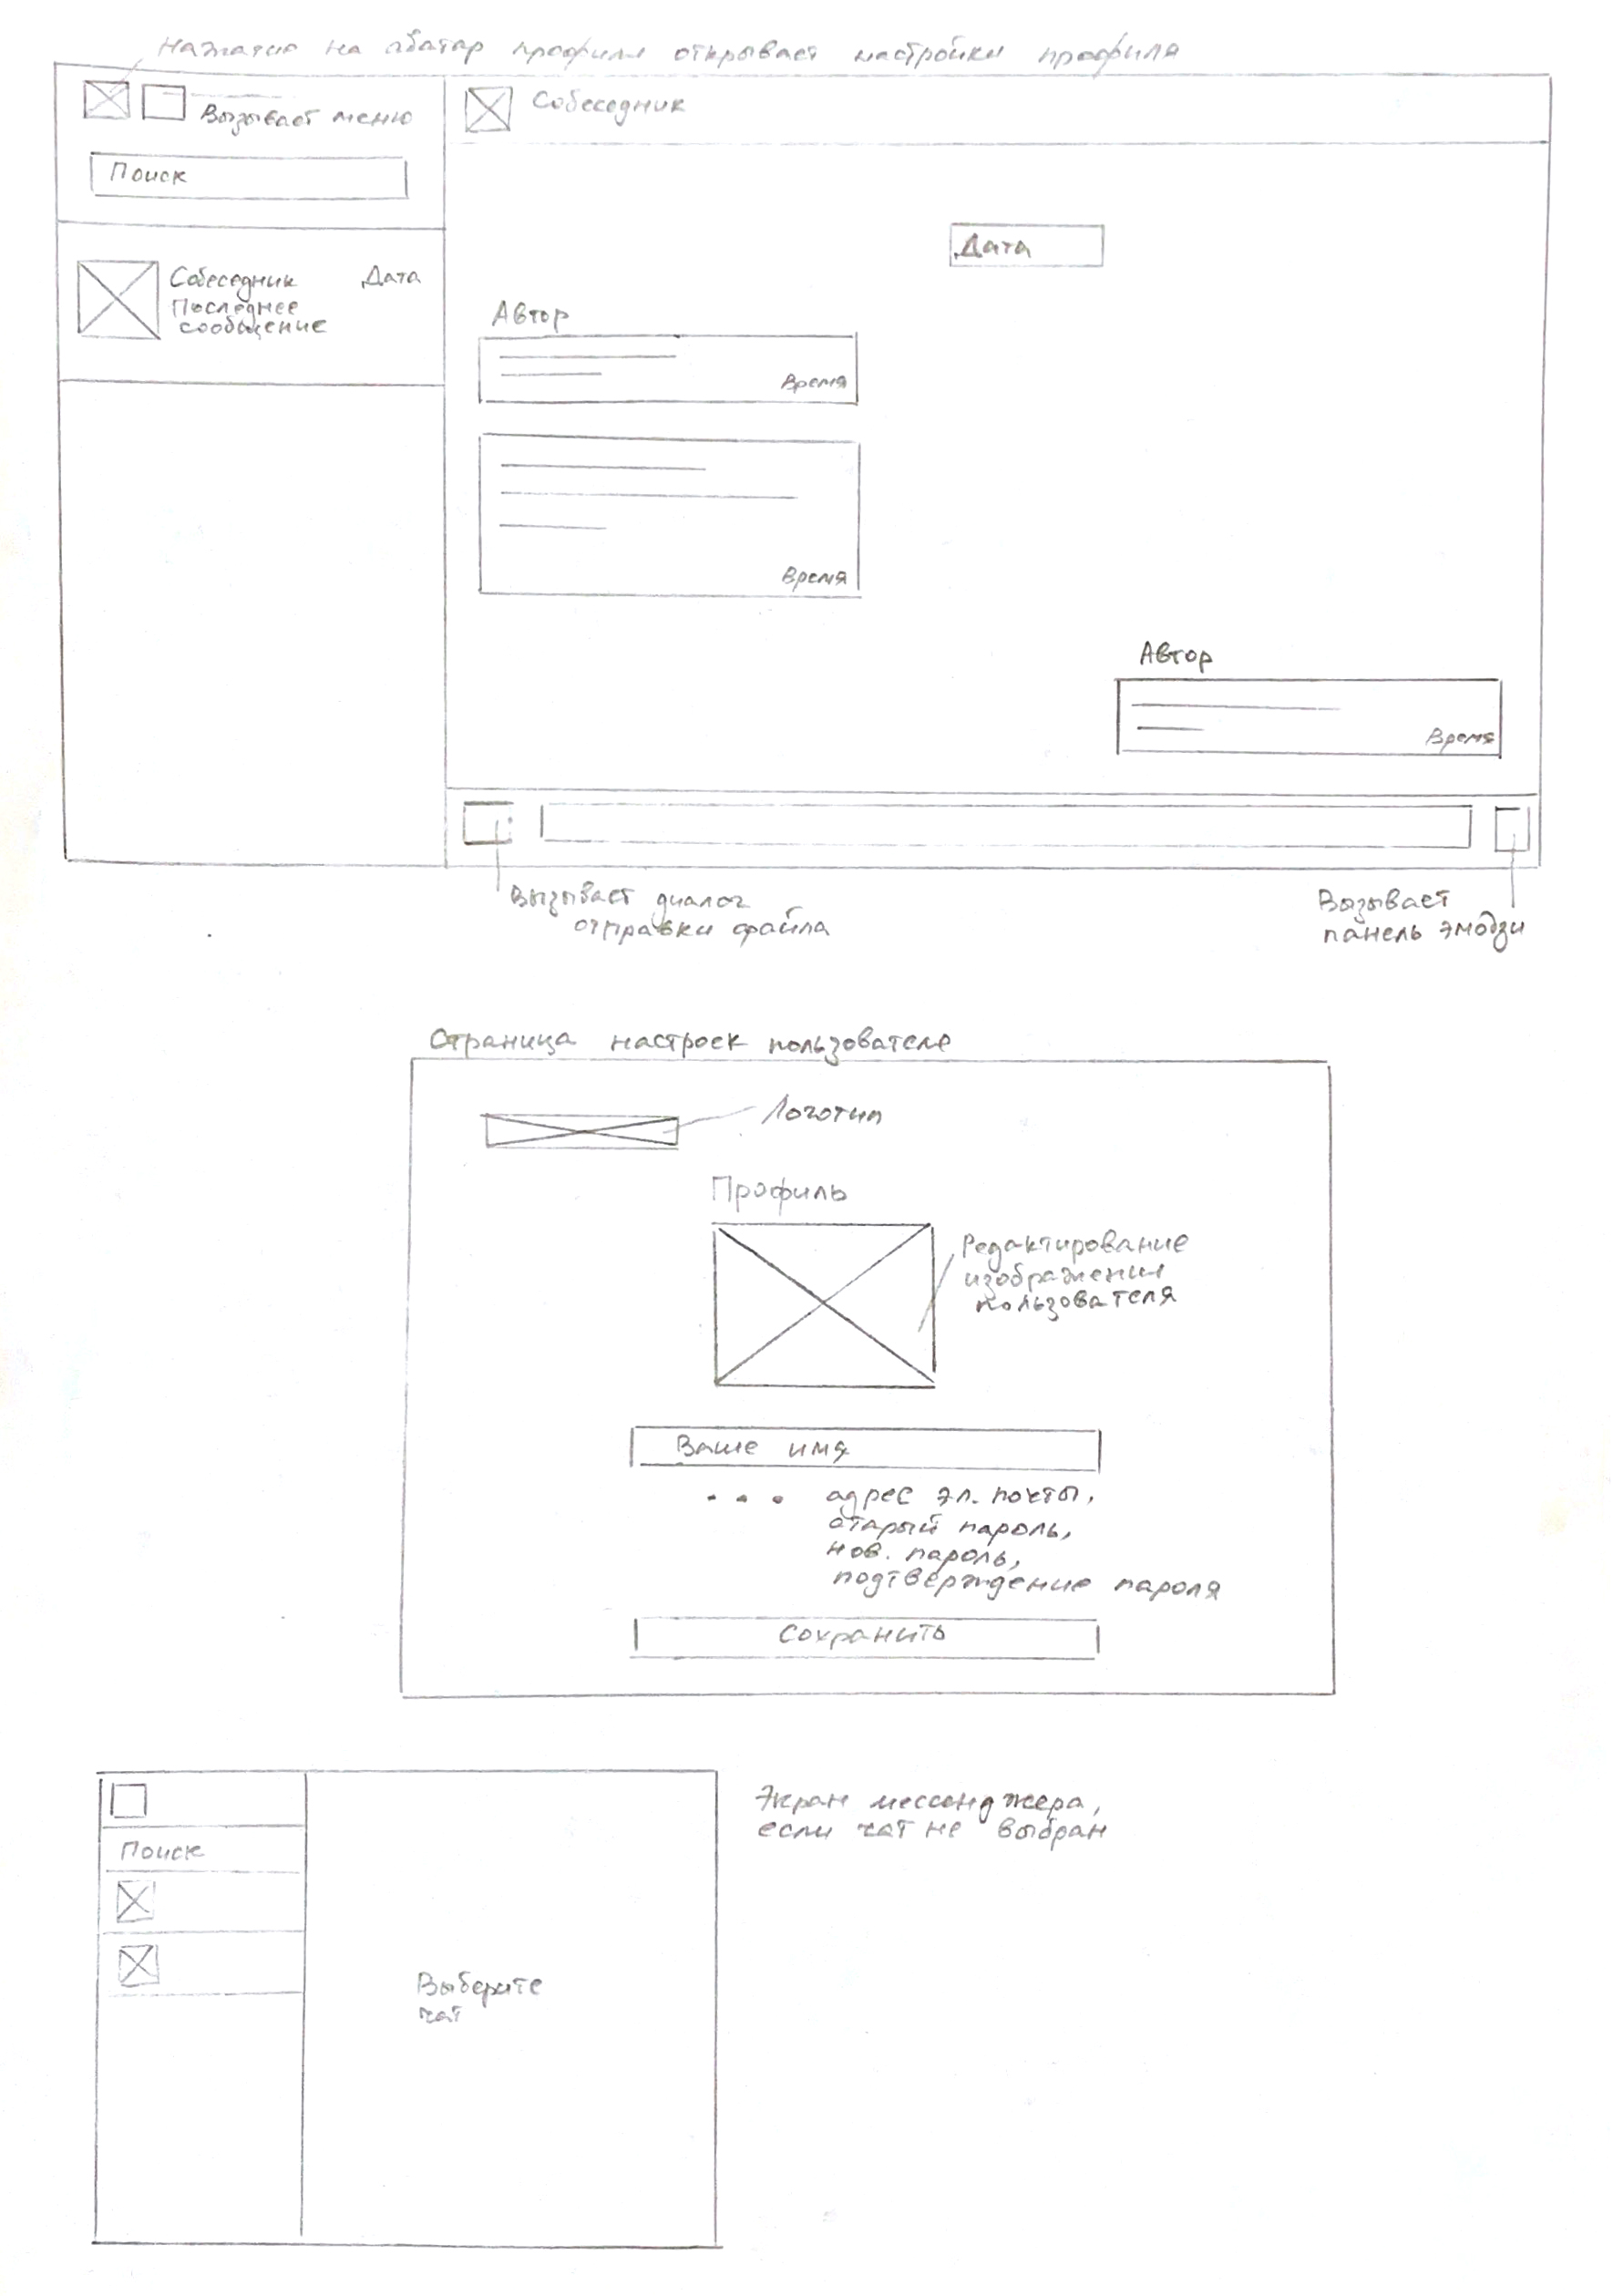 Нажатие на аватар профиля открывает настройки профиля
Вызывает меню
Поиск
Собеседник Дата
Последнее
сообщение
Собеседник
Дата
Автор
Время
Время
Автор
Время
Вызывает диалог
отправки файла
Вызывает
панель эмодзи
Страница настроек пользователя
Логотип
Профиль
Редактирование
изображения
пользователя
Ваше имя
... адрес эл. почты,
старый пароль,
нов. пароль,
подтверждение пароля
Сохранить
Поиск
Выберите
чат
Экран мессенджера,
если чат не выбран